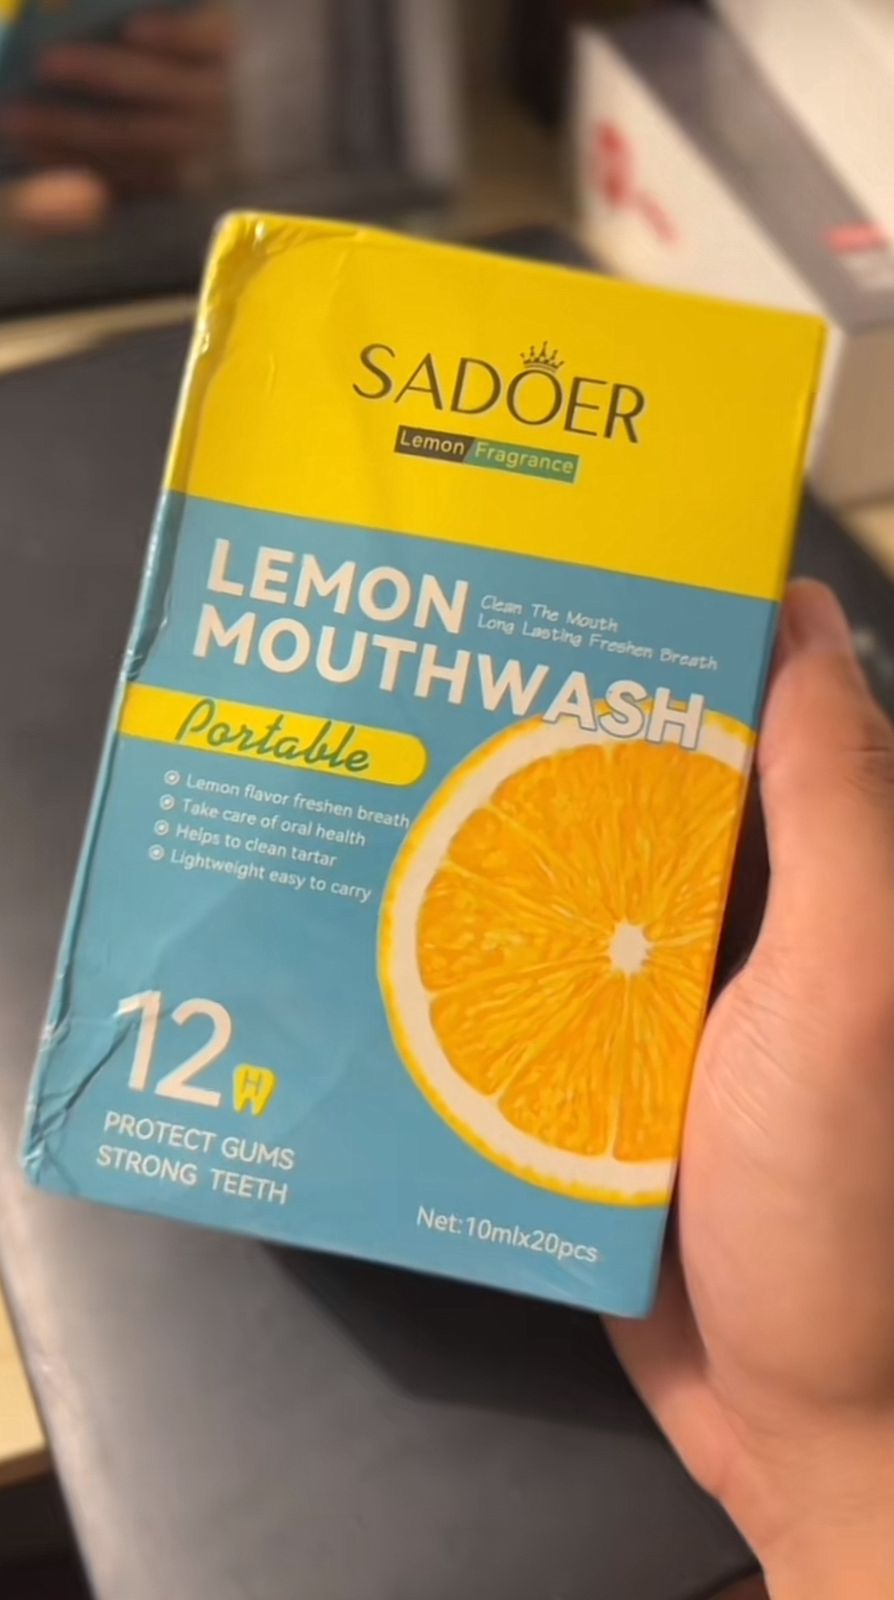 SADOER
Lemon Fragrance
LEMON
MOUTHWASH
Clean The Mouth
Long Lasting Freshen Breath
Portable
Lemon flavor freshen breath
Take care of oral health
Helps to clean tartar
Lightweight easy to carry
12H
PROTECT GUMS
STRONG TEETH
Net:10mlx20pcs